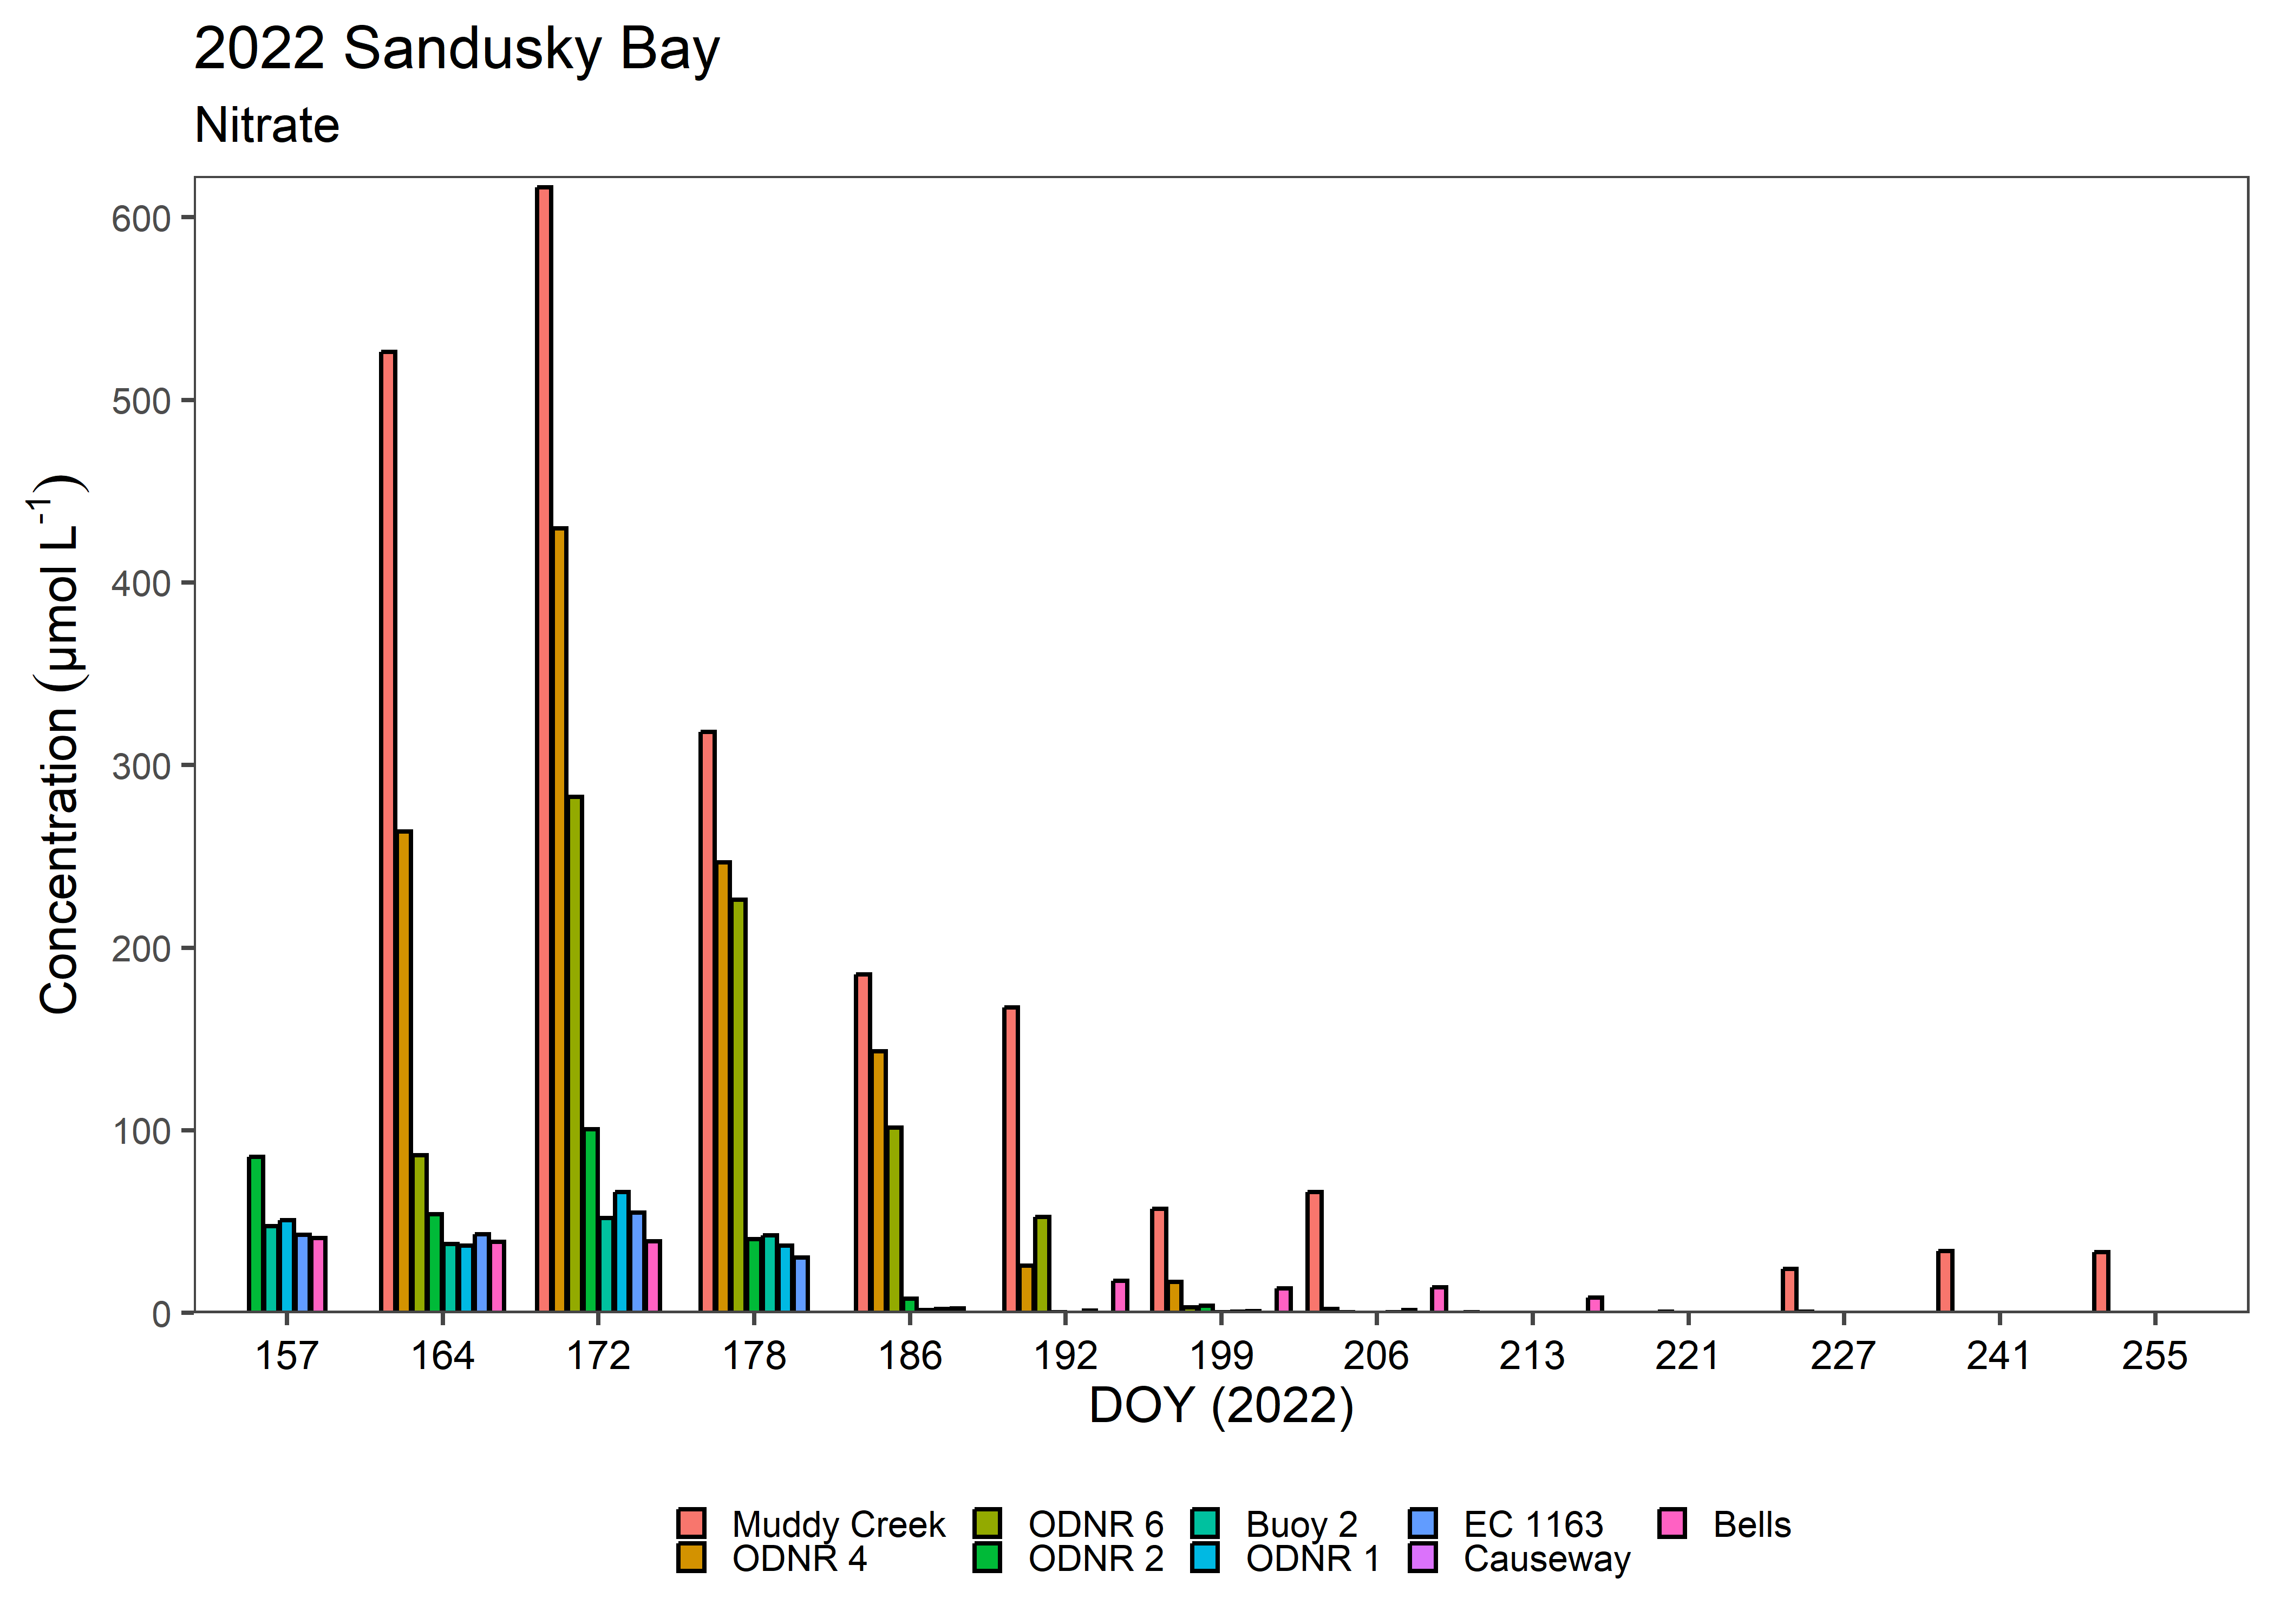 2022 Sandusky Bay
Nitrate
Concentration (µmol L⁻¹)
600
500
400
300
200
100
0
157 164 172 178 186 192 199 206 213 221 227 241 255
DOY (2022)
Muddy Creek ODNR 6 Buoy 2 EC 1163 Bells
ODNR 4 ODNR 2 ODNR 1 Causeway